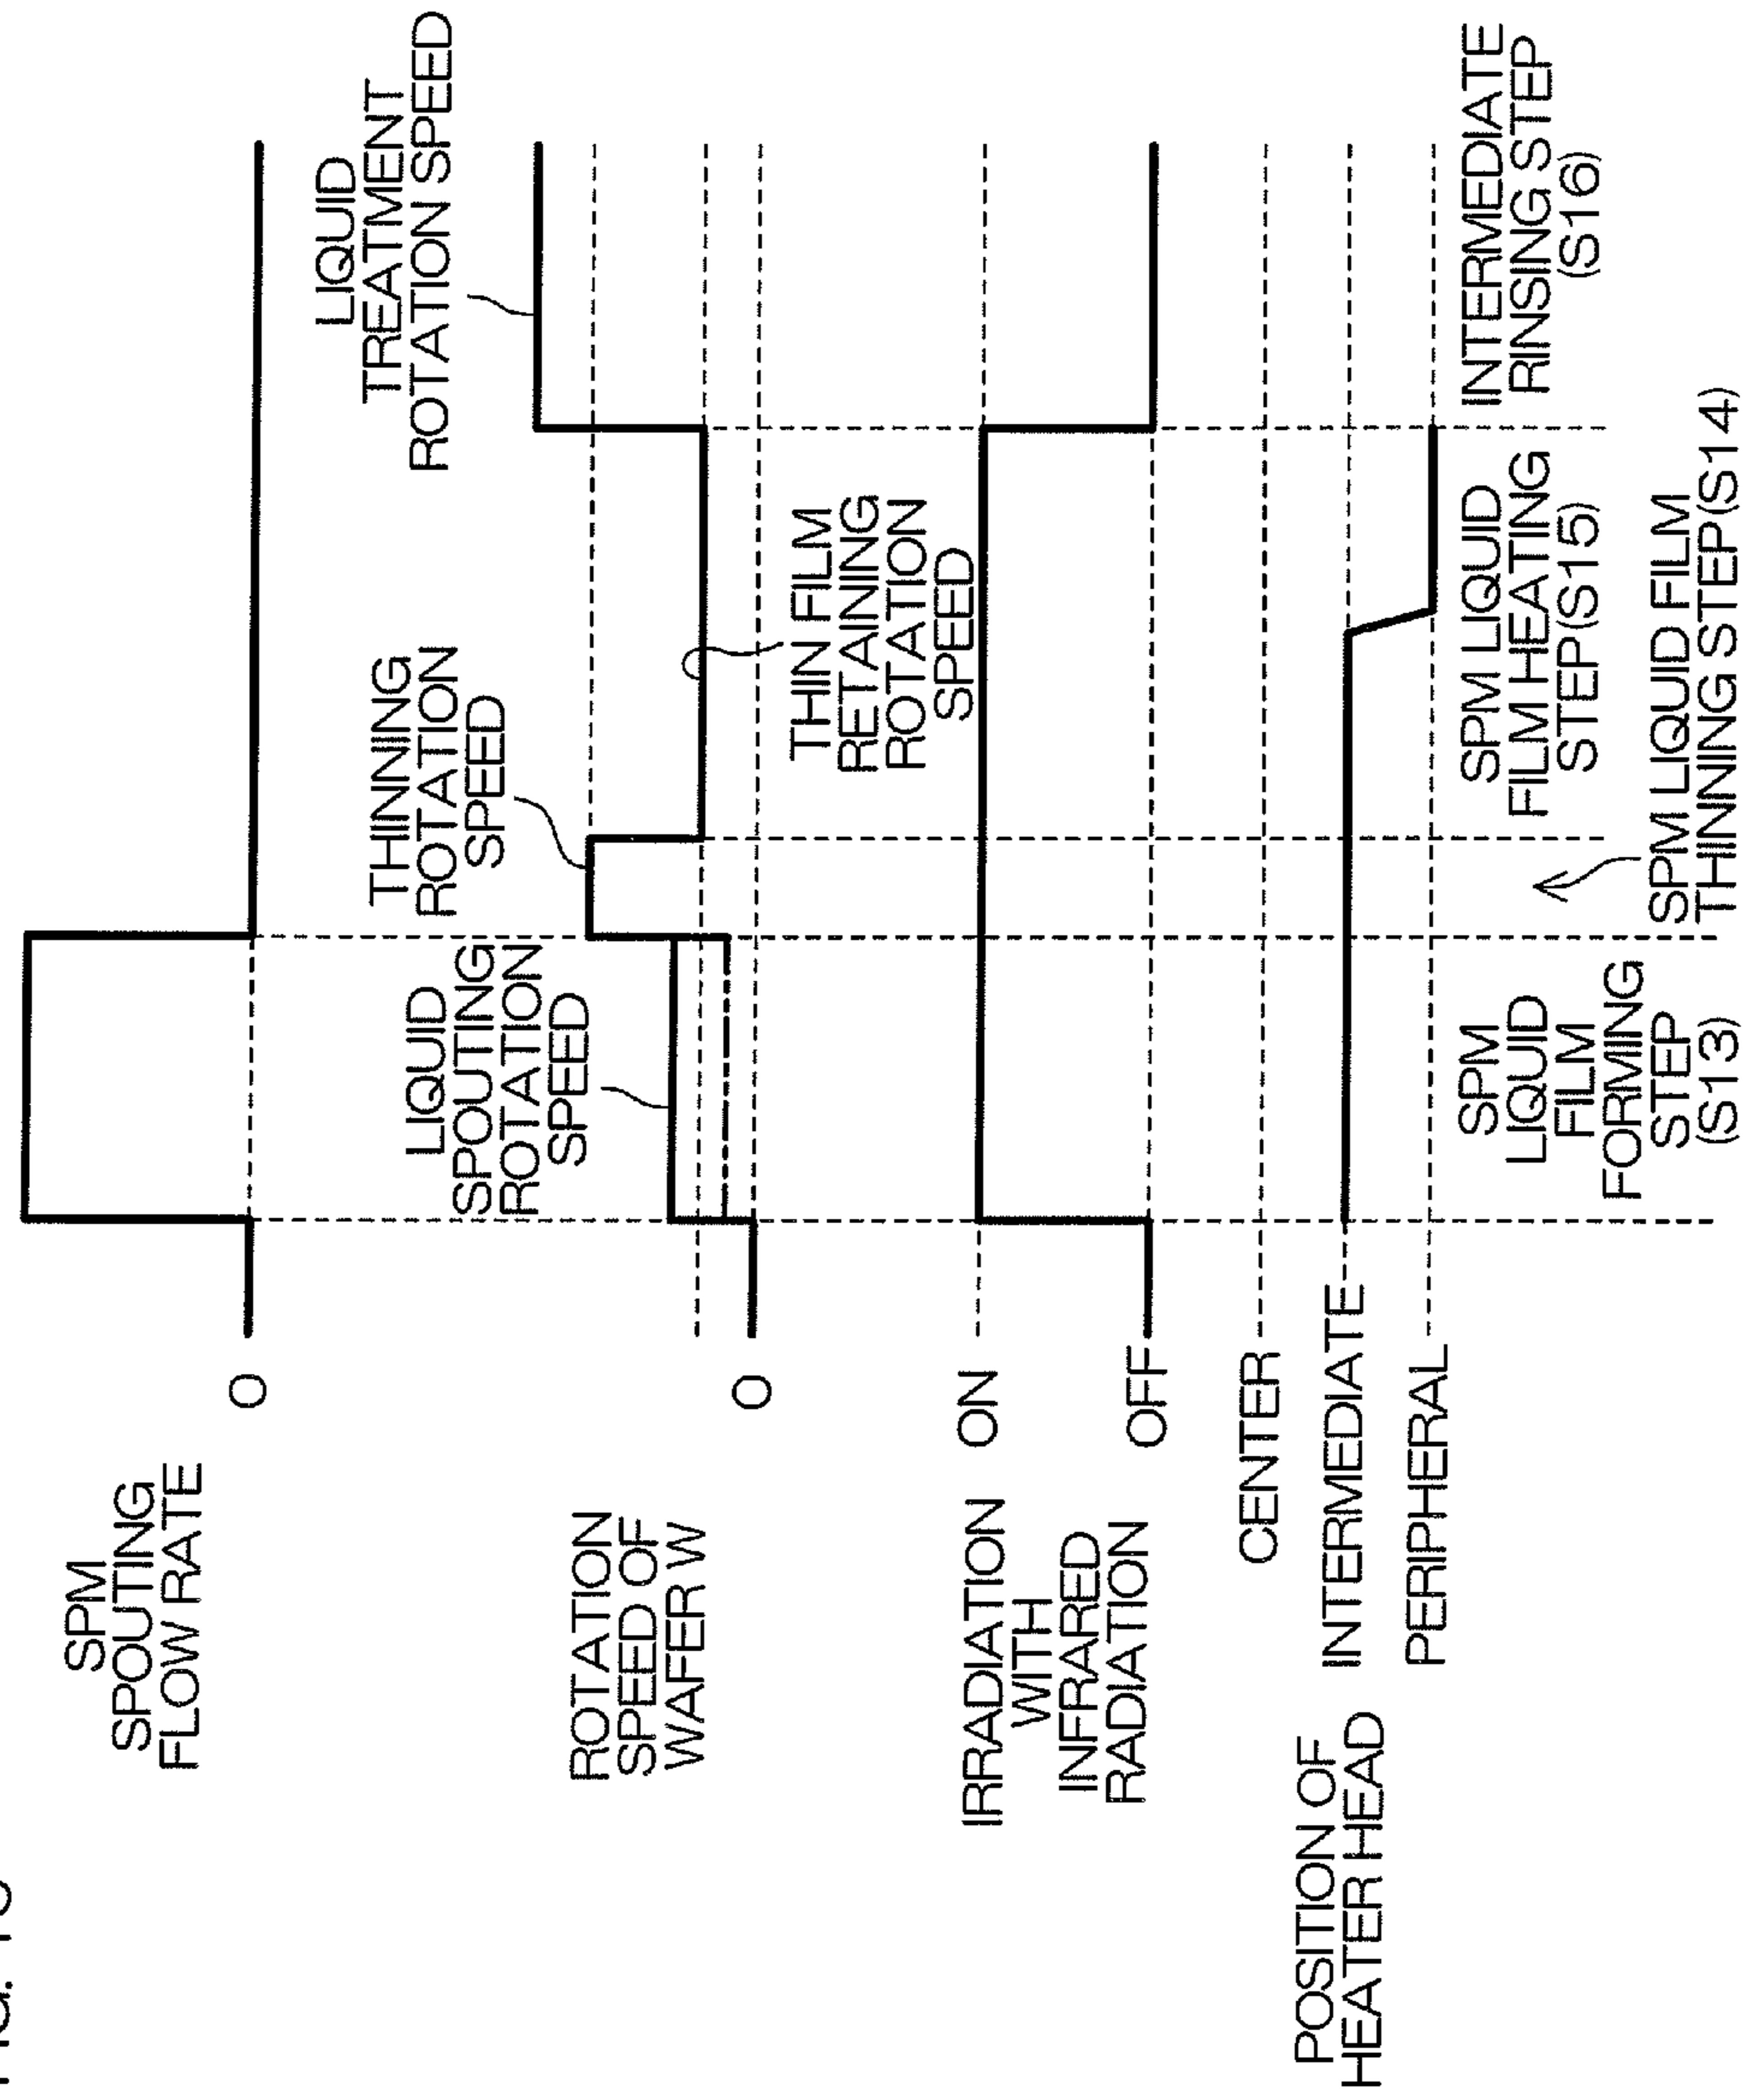 FIG.
SPM
SPOUTING
FLOW RATE
0
LIQUID
TREATMENT
ROTATION SPEED
THINNING
ROTATION
SPEED
LIQUID
SPOUTING
ROTATION
SPEED
ROTATION
SPEED OF
WAFER W
0
THIN FILM
RETAINING
ROTATION
SPEED
IRRADIATION
WITH
INFRARED
RADIATION
ON
OFF
POSITION OF
HEATER HEAD
CENTER
INTERMEDIATE
PERIPHERAL
SPM
LIQUID
FILM
FORMING
STEP
(S13)
SPM LIQUID
FILM HEATING
STEP(S15)
INTERMEDIATE
RINSING STEP
(S16)
SPM LIQUID FILM
THINNING STEP(S14)